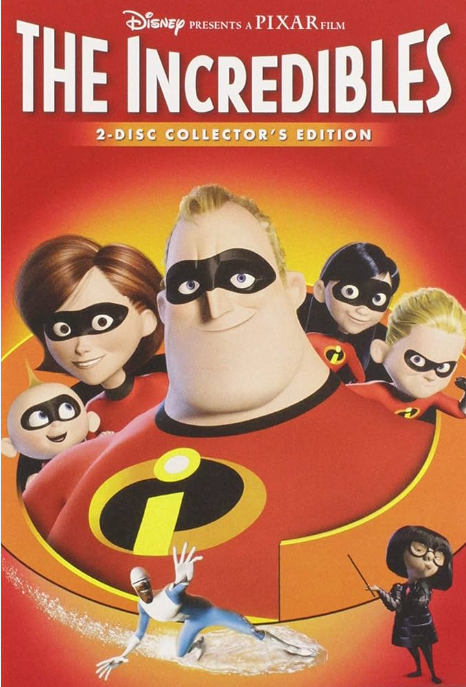 Disney PRESENTS A PIXAR FILM
THE INCREDIBLES
2-DISC COLLECTOR'S EDITION
i